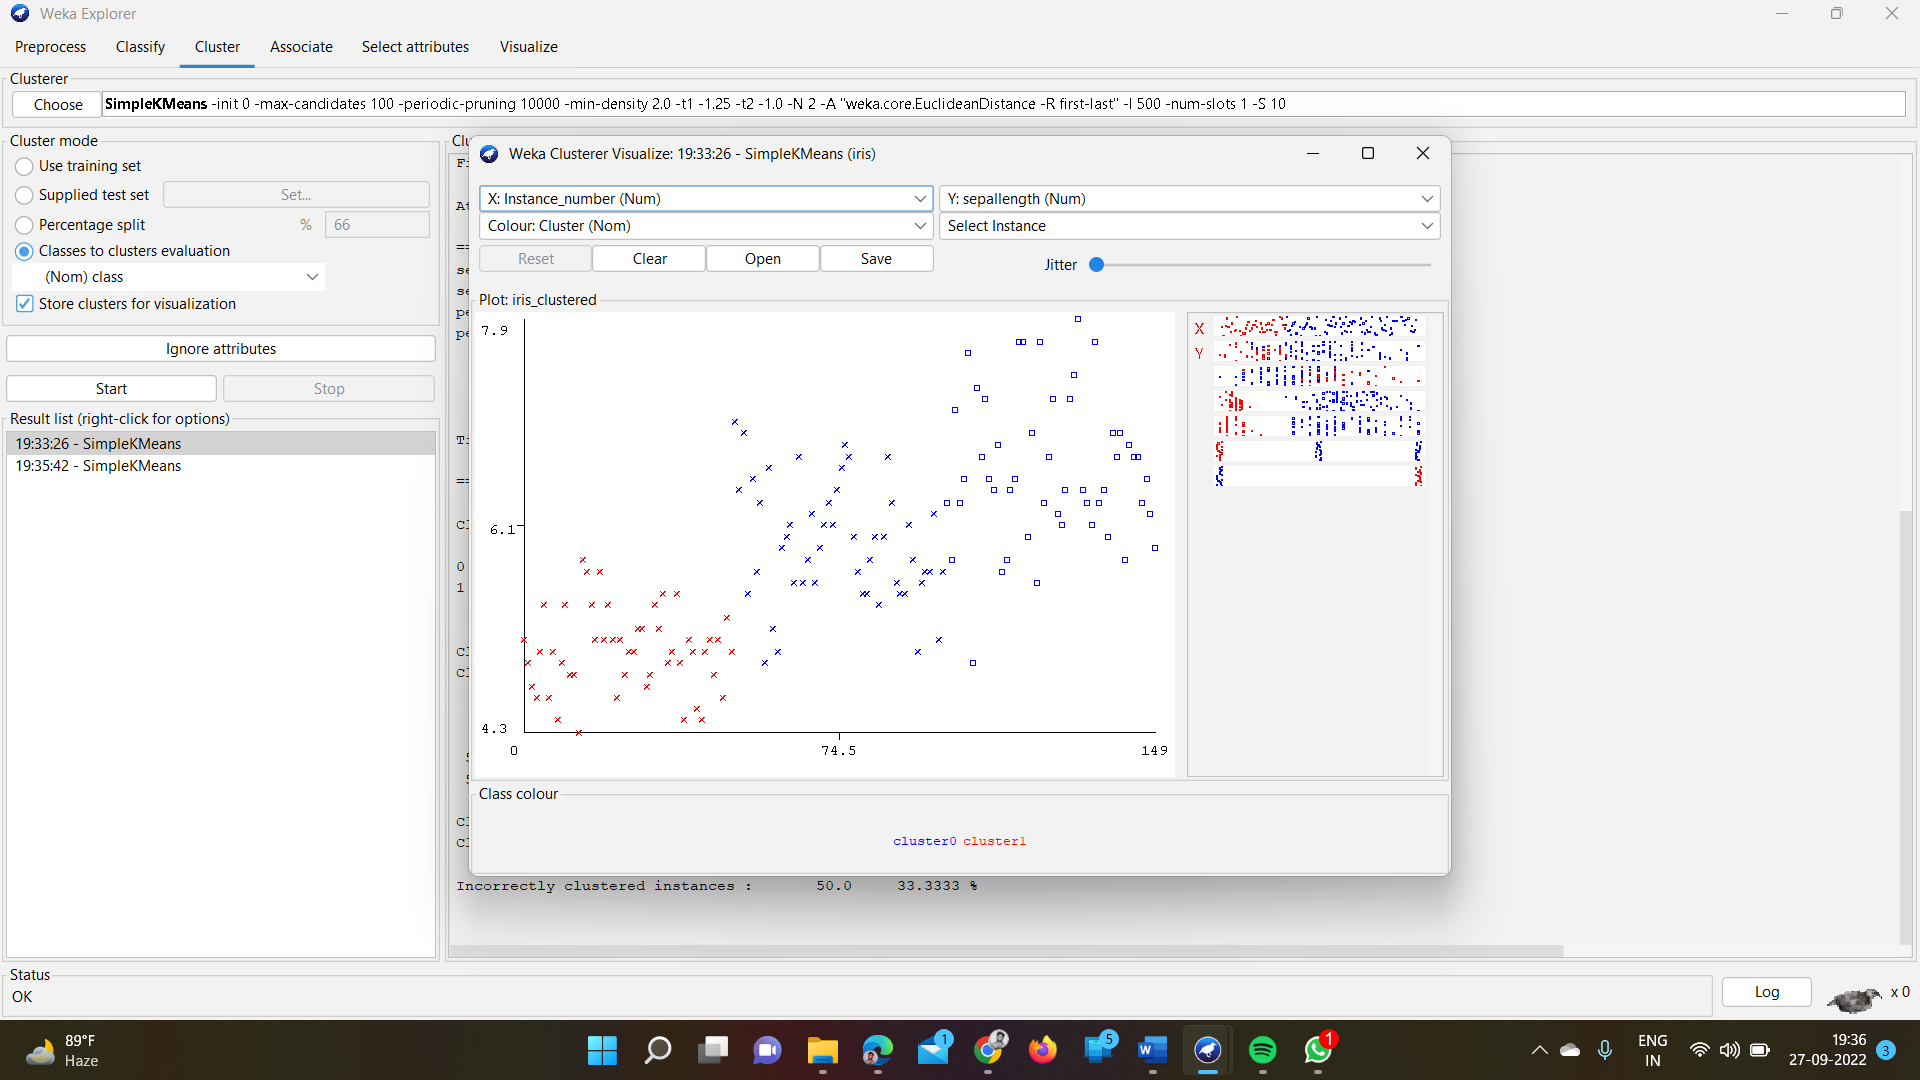 Weka Explorer
Preprocess Classify Cluster Associate Select attributes Visualize
Clusterer
Choose SimpleKMeans -init 0 -max-candidates 100 -periodic-pruning 10000 -min-density 2.0 -t1 -1.25 -t2 -1.0 -N 2 -A "weka.core.EuclideanDistance -R first-last" -I 500 -num-slots 1 -S 10
Cluster mode
Use training set
Supplied test set Set...
Percentage split % 66
Classes to clusters evaluation
(Nom) class
Store clusters for visualization
Ignore attributes
Start Stop
Result list (right-click for options)
19:33:26 - SimpleKMeans
19:35:42 - SimpleKMeans
Weka Clusterer Visualize: 19:33:26 - SimpleKMeans (iris)
X: Instance_number (Num) Y: sepallength (Num)
Colour: Cluster (Nom) Select Instance
Reset Clear Open Save Jitter
Plot: iris_clustered
7.9
6.1
4.3
0 74.5 149
X
Y
Class colour
cluster0 cluster1
0
1
Incorrectly clustered instances : 50.0 33.3333 %
Status
OK
Log x 0
89°F
Haze
1
5
1
ENG
IN
19:36
27-09-2022
3